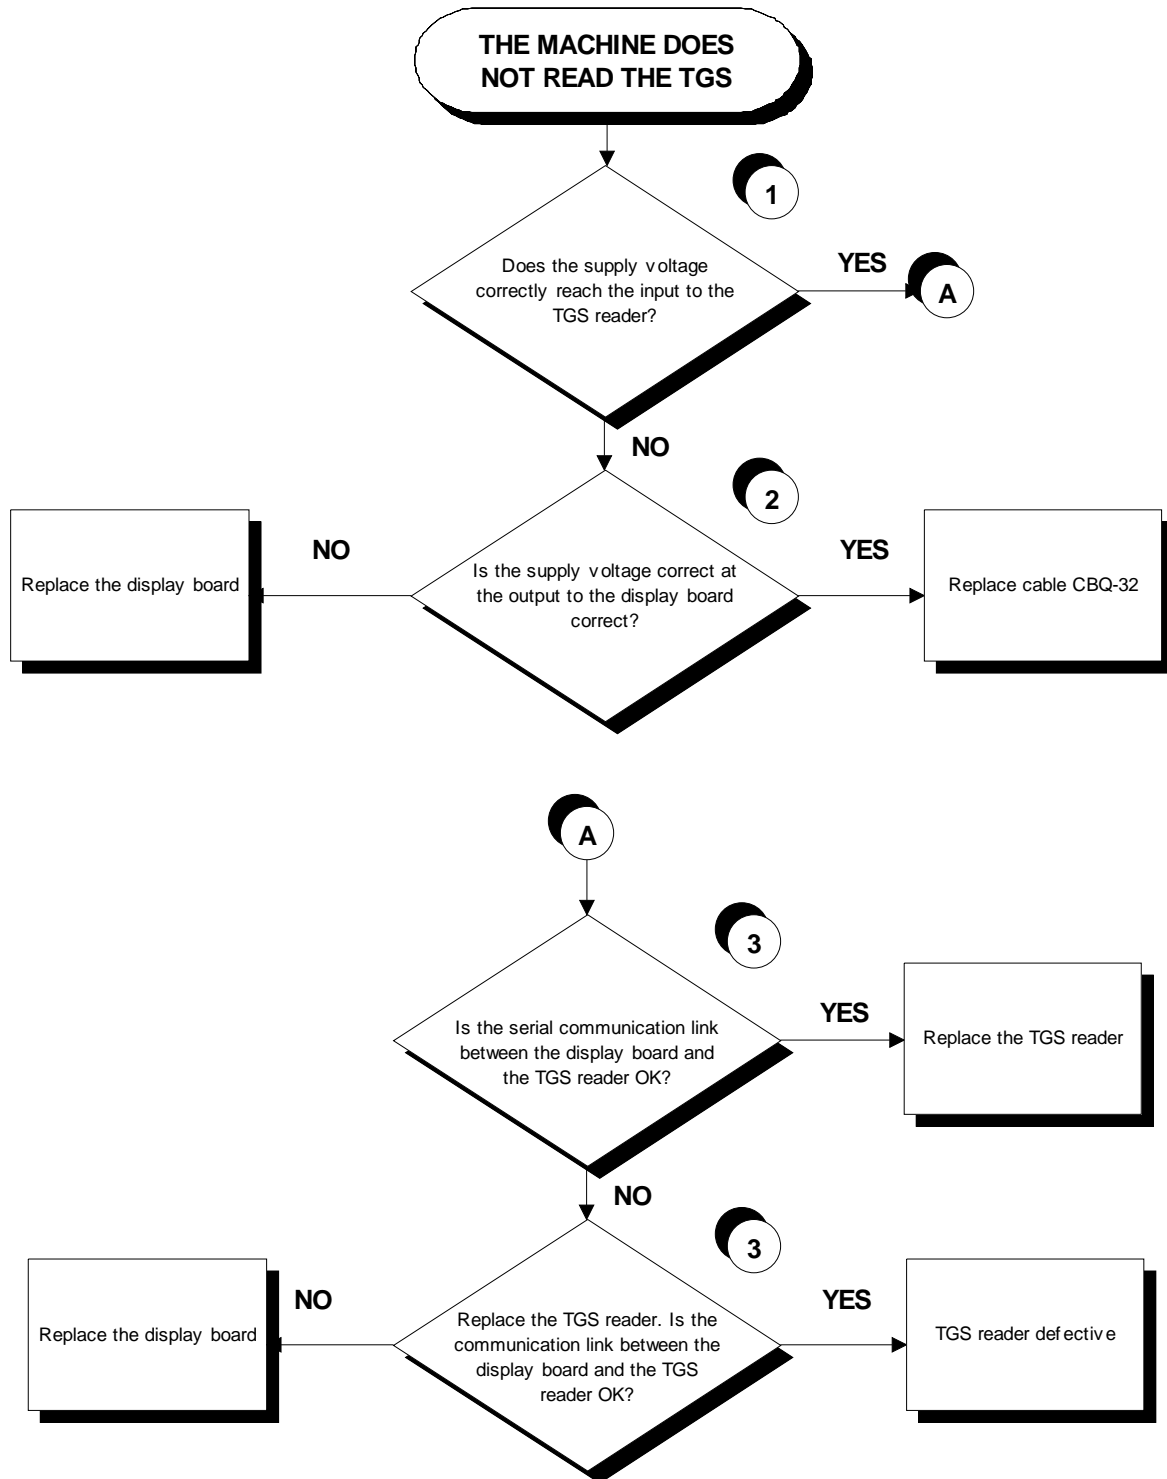 THE MACHINE DOES
NOT READ THE TGS
1
Does the supply voltage
correctly reach the input to the
TGS reader?
YES
A
NO
2
Replace the display board
NO
Is the supply voltage correct at
the output to the display board
correct?
YES
Replace cable CBQ-32
A
3
Is the serial communication link
between the display board and
the TGS reader OK?
YES
Replace the TGS reader
NO
3
Replace the display board
NO
Replace the TGS reader. Is the
communication link between the
display board and the TGS
reader OK?
YES
TGS reader defective